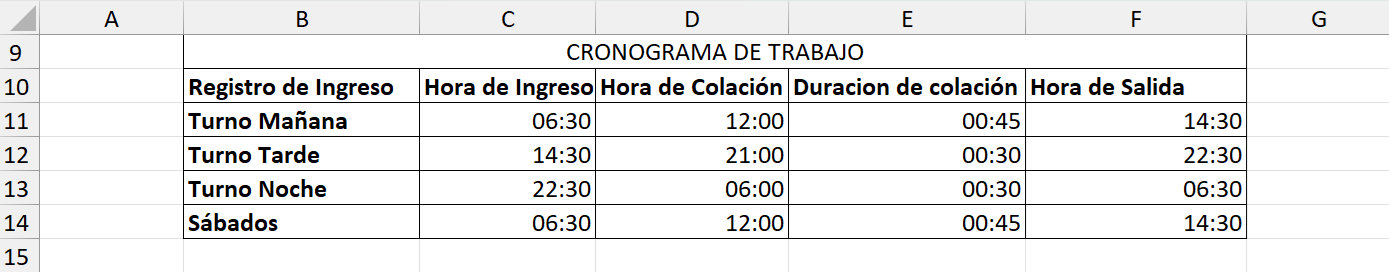 A B C D E F G
9 CRONOGRAMA DE TRABAJO
10 Registro de Ingreso Hora de Ingreso Hora de Colación Duracion de colación Hora de Salida
11 Turno Mañana 06:30 12:00 00:45 14:30
12 Turno Tarde 14:30 21:00 00:30 22:30
13 Turno Noche 22:30 06:00 00:30 06:30
14 Sábados 06:30 12:00 00:45 14:30
15